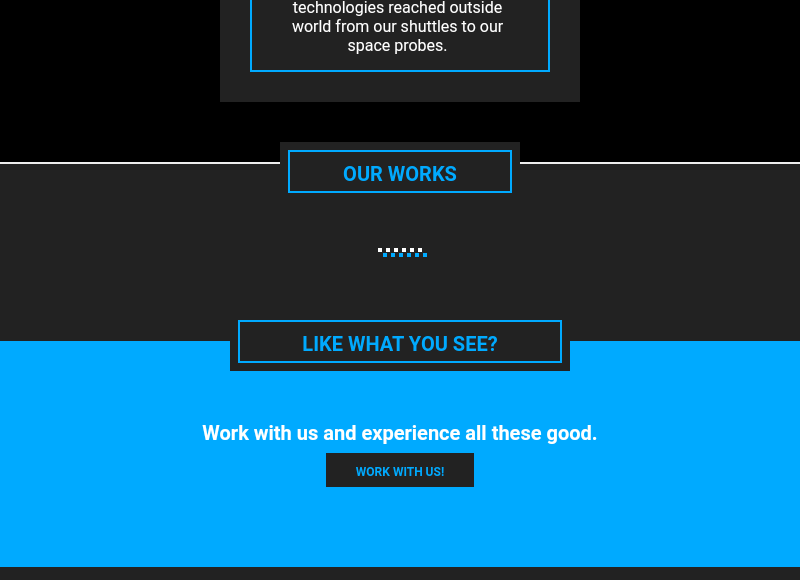 technologies reached outside
world from our shuttles to our
space probes.
OUR WORKS
LIKE WHAT YOU SEE?
Work with us and experience all these good.
WORK WITH US!